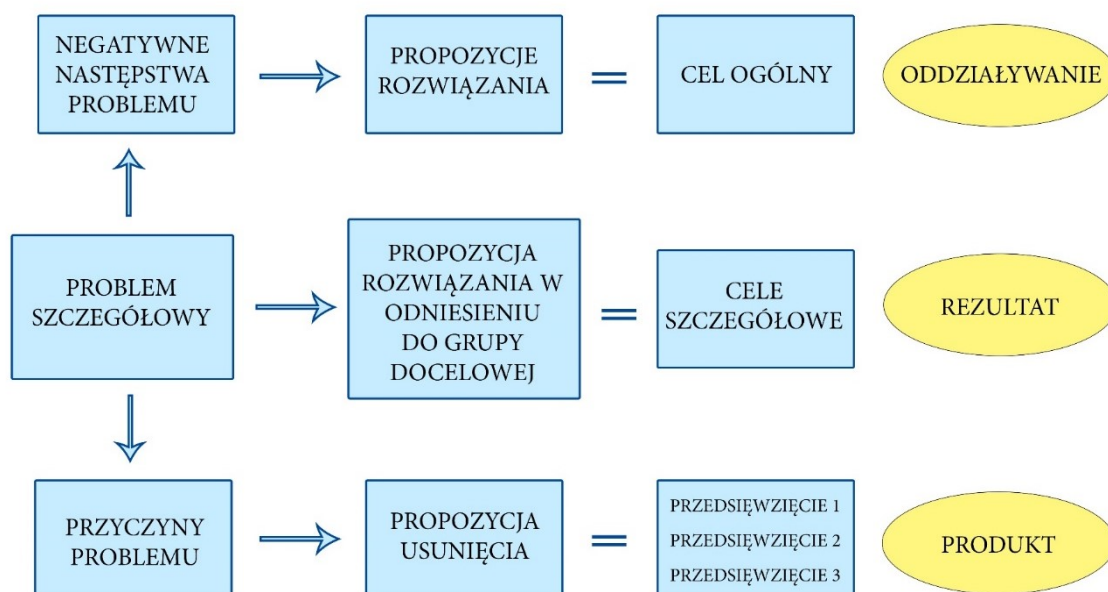 NEGATYWNE
NASTĘPSTWA
PROBLEMU
PROPOZYCJE
ROZWIĄZANIA
CEL OGÓLNY
ODDZIAŁYWANIE
PROBLEM
SZCZEGÓŁOWY
PROPOZYCJA
ROZWIĄZANIA W
ODNIESIENIU
DO GRUPY
DOCELOWEJ
CELE
SZCZEGÓŁOWE
REZULTAT
PRZYCZYNY
PROBLEMU
PROPOZYCJA
USUNIĘCIA
PRZEDSIĘWZIĘCIE 1
PRZEDSIĘWZIĘCIE 2
PRZEDSIĘWZIĘCIE 3
PRODUKT